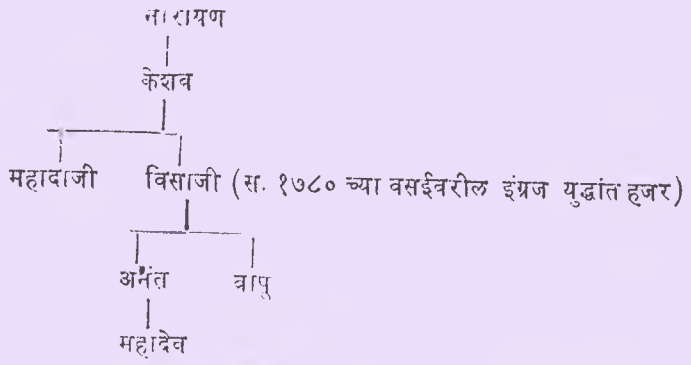 नारायण
केशव
महादाजी विसाजी (स. १७८० च्या वसईवरील इंग्रज युद्धांत हजर)
अनंत बापु
महादेव